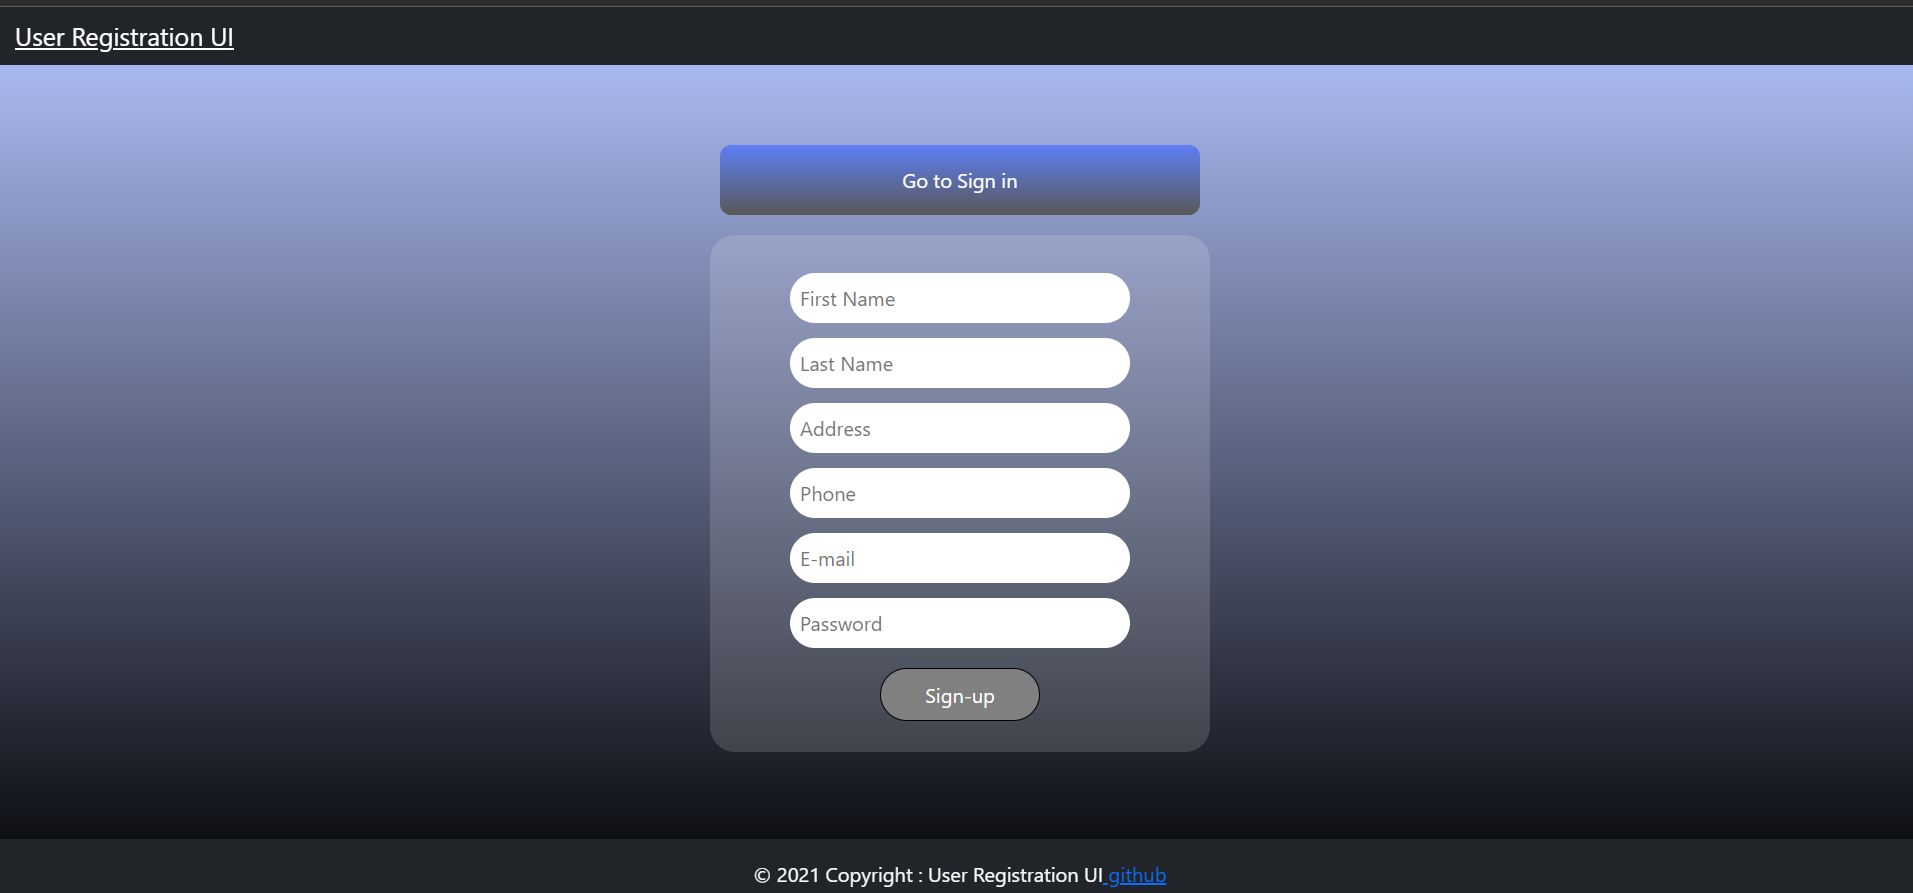 User Registration UI
Go to Sign in
First Name
Last Name
Address
Phone
E-mail
Password
Sign-up
© 2021 Copyright : User Registration UI github